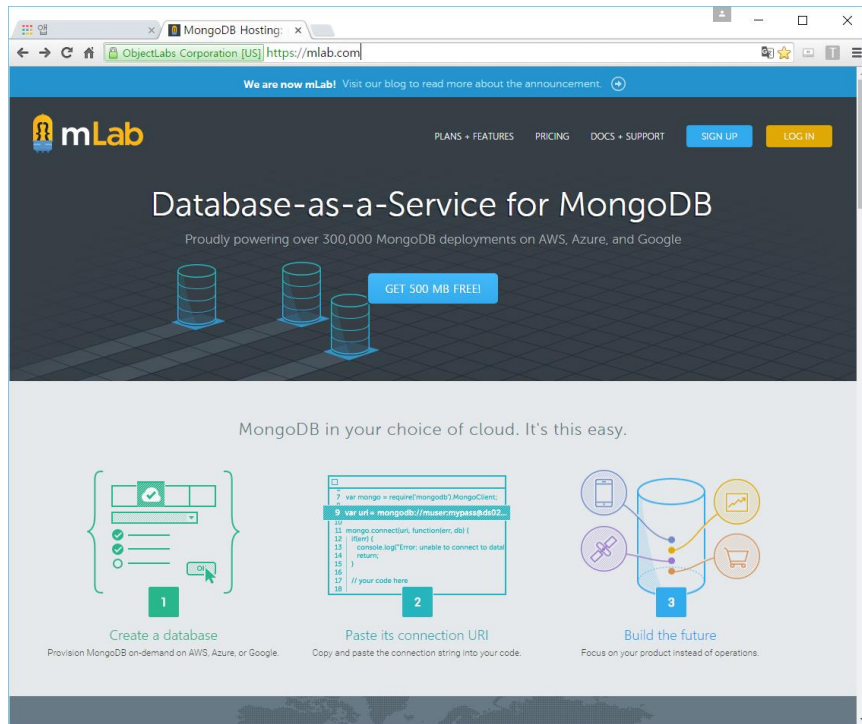 앱
MongoDB Hosting:
ObjectLabs Corporation [US] https://mlab.com
We are now mLab! Visit our blog to read more about the announcement.
mLab
PLANS + FEATURES PRICING DOCS + SUPPORT SIGN UP LOG IN
Database-as-a-Service for MongoDB
Proudly powering over 300,000 MongoDB deployments on AWS, Azure, and Google
GET 500 MB FREE!
MongoDB in your choice of cloud. It's this easy.
7 var mongo = require('mongodb').MongoClient;
9 var uri = mongodb://muser:mypass@ds02...
10
11 mongo.connect(uri, function(err, db) {
12 if(err) {
13 console.log("Error: unable to connect to datal
14 return;
15 }
16
17 // your code here
18
OK
1
2
3
Create a database
Paste its connection URI
Build the future
Provision MongoDB on-demand on AWS, Azure, or Google.
Copy and paste the connection string into your code.
Focus on your product instead of operations.